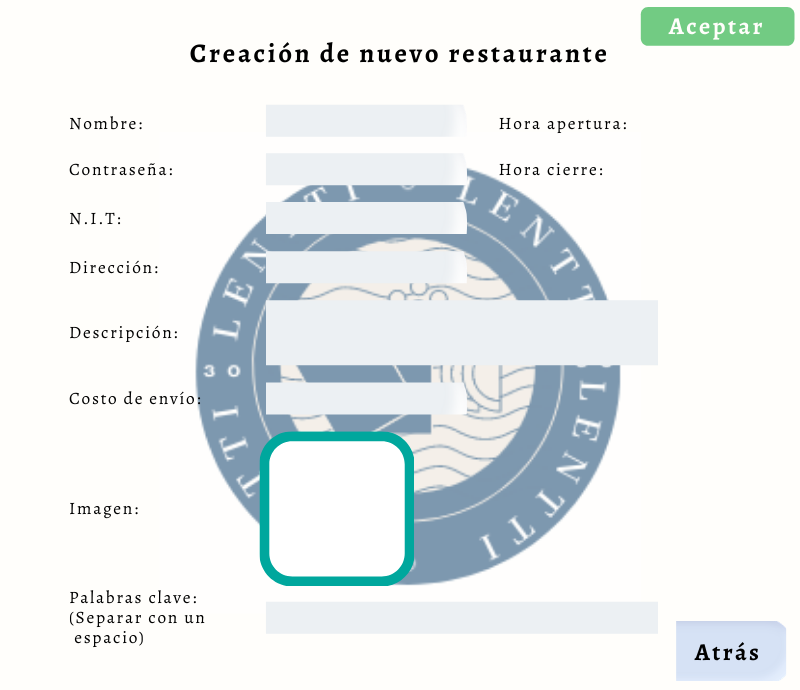 Aceptar
Creación de nuevo restaurante
Nombre:
Hora apertura:
Contraseña:
Hora cierre:
N.I.T:
Dirección:
Descripción:
Costo de envío:
Imagen:
Palabras clave:
(Separar con un
espacio)
Atrás
30